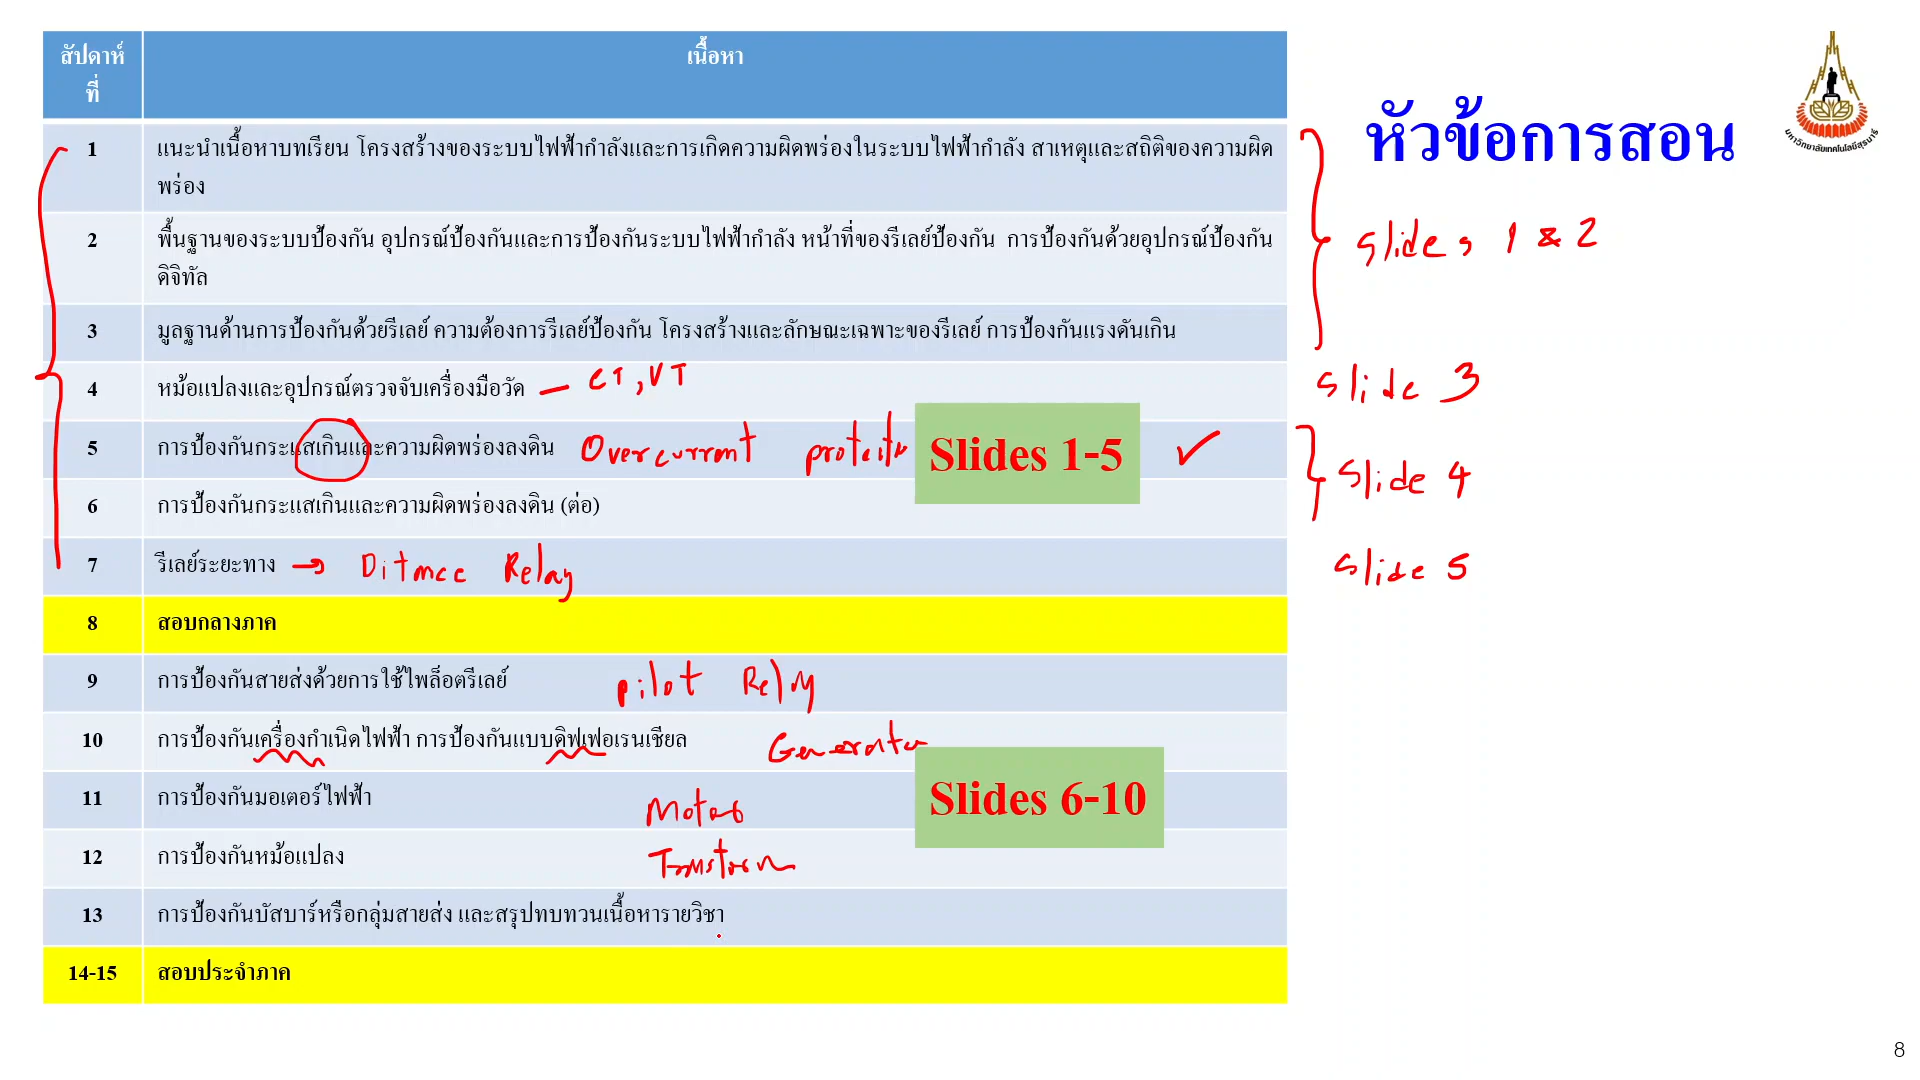 สัปดาห์
ที่
เนื้อหา
หัวข้อการสอน
มหาวิทยาลัยเทคโนโลยีสุรนารี
1
แนะนำเนื้อหาบทเรียน โครงสร้างของระบบไฟฟ้ากำลังและการเกิดความผิดพร่องในระบบไฟฟ้ากำลัง สาเหตุและสถิติของความผิด
พร่อง
2
พื้นฐานของระบบป้องกัน อุปกรณ์ป้องกันและการป้องกันระบบไฟฟ้ากำลัง หน้าที่ของรีเลย์ป้องกัน การป้องกันด้วยอุปกรณ์ป้องกัน
ดิจิทัล
slides 1 & 2
3
มูลฐานด้านการป้องกันด้วยรีเลย์ ความต้องการรีเลย์ป้องกัน โครงสร้างและลักษณะเฉพาะของรีเลย์ การป้องกันแรงดันเกิน
4
หม้อแปลงและอุปกรณ์ตรวจจับเครื่องมือวัด – CT, VT
slide 3
5
การป้องกันกระแสเกินและความผิดพร่องลงดิน Overcurrent
Slides 1-5 ✓
slide 4
6
การป้องกันกระแสเกินและความผิดพร่องลงดิน (ต่อ)
7
รีเลย์ระยะทาง → Ditance Relay
slide 5
8
สอบกลางภาค
9
การป้องกันสายส่งด้วยการใช้ไพล็อตรีเลย์ pilot Relay
10
การป้องกันเครื่องกำเนิดไฟฟ้า การป้องกันแบบดิฟเฟอเรนเชียล
Slides 6-10
11
การป้องกันมอเตอร์ไฟฟ้า
12
การป้องกันหม้อแปลง
13
การป้องกันบัสบาร์หรือกลุ่มสายส่ง และสรุปทบทวนเนื้อหารายวิชา
14-15
สอบประจำภาค
8